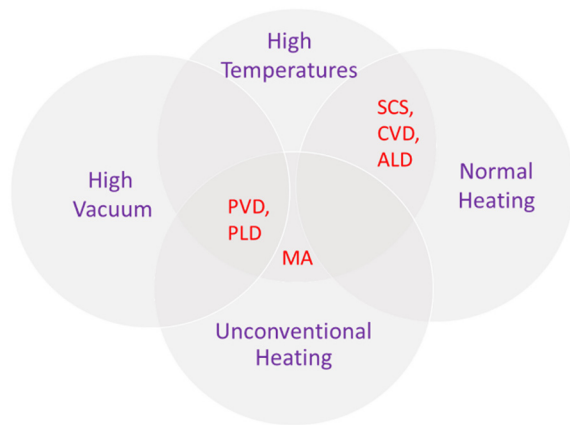 High
Temperatures
SCS,
CVD,
ALD
Normal
Heating
High
Vacuum
PVD,
PLD
MA
Unconventional
Heating